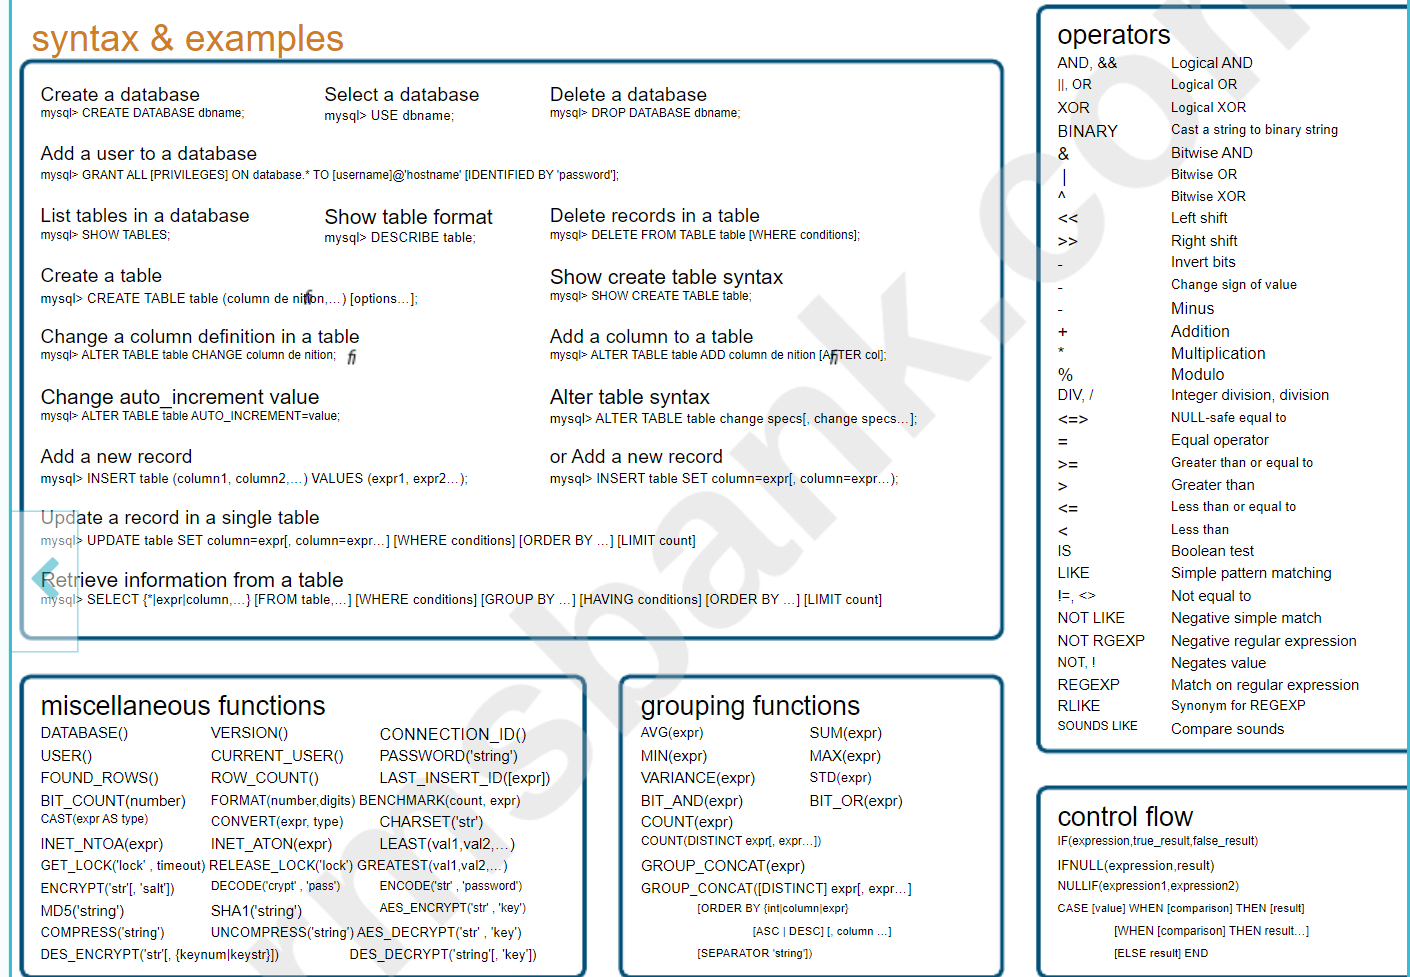 syntax & examples
Create a database
mysql> CREATE DATABASE dbname;
Select a database
mysql> USE dbname;
Delete a database
mysql> DROP DATABASE dbname;
Add a user to a database
mysql> GRANT ALL [PRIVILEGES] ON database.* TO [username]@'hostname' [IDENTIFIED BY 'password'];
List tables in a database
mysql> SHOW TABLES;
Show table format
mysql> DESCRIBE table;
Delete records in a table
mysql> DELETE FROM TABLE table [WHERE conditions];
Create a table
mysql> CREATE TABLE table (column de nition,…) [options…];
fi
Show create table syntax
mysql> SHOW CREATE TABLE table;
Change a column definition in a table
mysql> ALTER TABLE table CHANGE column de nition;
fi
Add a column to a table
mysql> ALTER TABLE table ADD column de nition [AFTER col];
fi
Change auto_increment value
mysql> ALTER TABLE table AUTO_INCREMENT=value;
Alter table syntax
mysql> ALTER TABLE table change specs[, change specs…];
Add a new record
mysql> INSERT table (column1, column2,…) VALUES (expr1, expr2…);
or Add a new record
mysql> INSERT table SET column=expr[, column=expr…);
Update a record in a single table
mysql> UPDATE table SET column=expr[, column=expr…] [WHERE conditions] [ORDER BY …] [LIMIT count]
Retrieve information from a table
mysql> SELECT {*|expr|column,…} [FROM table,…] [WHERE conditions] [GROUP BY …] [HAVING conditions] [ORDER BY …] [LIMIT count]
miscellaneous functions
DATABASE() VERSION() CONNECTION_ID()
USER() CURRENT_USER() PASSWORD('string')
FOUND_ROWS() ROW_COUNT() LAST_INSERT_ID([expr])
BIT_COUNT(number) FORMAT(number,digits) BENCHMARK(count, expr)
CAST(expr AS type) CONVERT(expr, type) CHARSET('str')
INET_NTOA(expr) INET_ATON(expr) LEAST(val1,val2,…)
GET_LOCK('lock' , timeout) RELEASE_LOCK('lock') GREATEST(val1,val2,…)
ENCRYPT('str'[, 'salt']) DECODE('crypt' , 'pass') ENCODE('str' , 'password')
MD5('string') SHA1('string') AES_ENCRYPT('str' , 'key')
COMPRESS('string') UNCOMPRESS('string') AES_DECRYPT('str' , 'key')
DES_ENCRYPT('str'[, {keynum|keystr}]) DES_DECRYPT('string'[, 'key'])
grouping functions
AVG(expr) SUM(expr)
MIN(expr) MAX(expr)
VARIANCE(expr) STD(expr)
BIT_AND(expr) BIT_OR(expr)
COUNT(expr)
COUNT(DISTINCT expr[, expr…])
GROUP_CONCAT(expr)
GROUP_CONCAT([DISTINCT] expr[, expr…]
[ORDER BY {int|column|expr}
[ASC | DESC] [, column …]
[SEPARATOR 'string'])
operators
AND, && Logical AND
||, OR Logical OR
XOR Logical XOR
BINARY Cast a string to binary string
& Bitwise AND
| Bitwise OR
^ Bitwise XOR
<< Left shift
>> Right shift
- Invert bits
- Change sign of value
- Minus
+ Addition
* Multiplication
% Modulo
DIV, / Integer division, division
<=> NULL-safe equal to
= Equal operator
>= Greater than or equal to
> Greater than
<= Less than or equal to
< Less than
IS Boolean test
LIKE Simple pattern matching
!=, <> Not equal to
NOT LIKE Negative simple match
NOT RGEXP Negative regular expression
NOT, ! Negates value
REGEXP Match on regular expression
RLIKE Synonym for REGEXP
SOUNDS LIKE Compare sounds
control flow
IF(expression,true_result,false_result)
IFNULL(expression,result)
NULLIF(expression1,expression2)
CASE [value] WHEN [comparison] THEN [result]
[WHEN [comparison] THEN result…]
[ELSE result] END
rmsbank.com